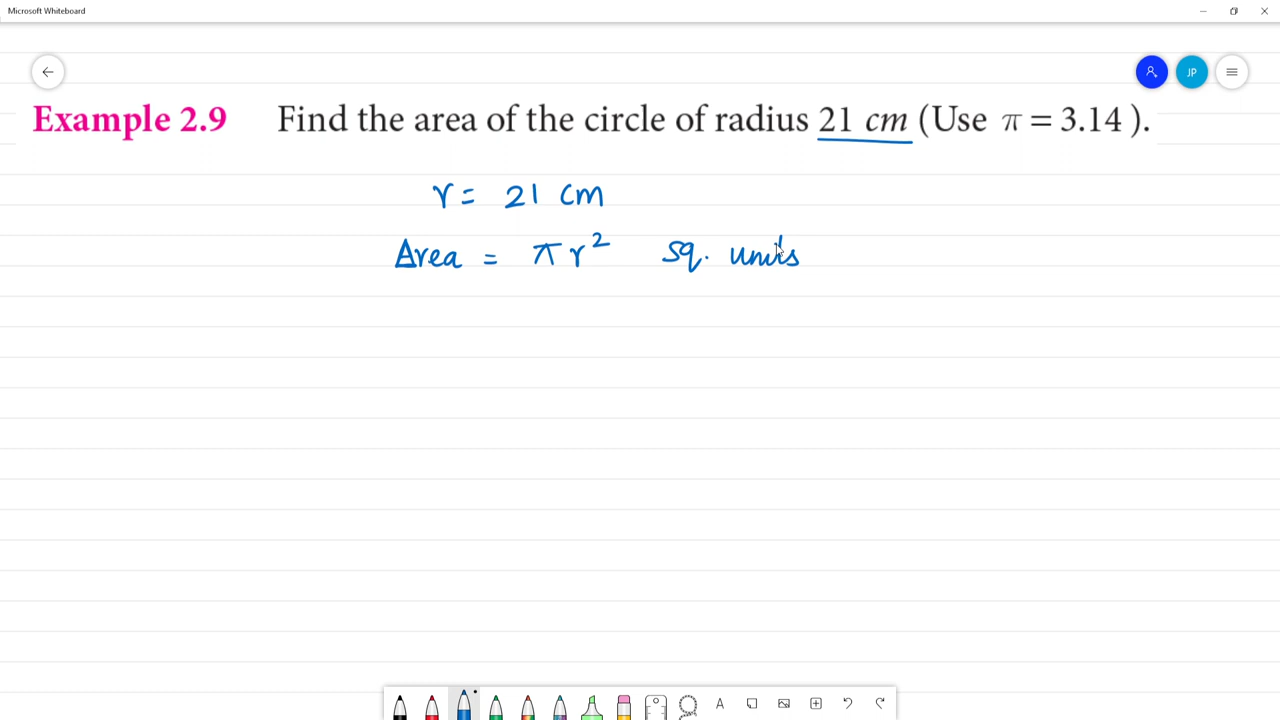 Microsoft Whiteboard
JP
Example 2.9 Find the area of the circle of radius 21 cm (Use π = 3.14 ).
r = 21 cm
Area = πr² sq. units
A